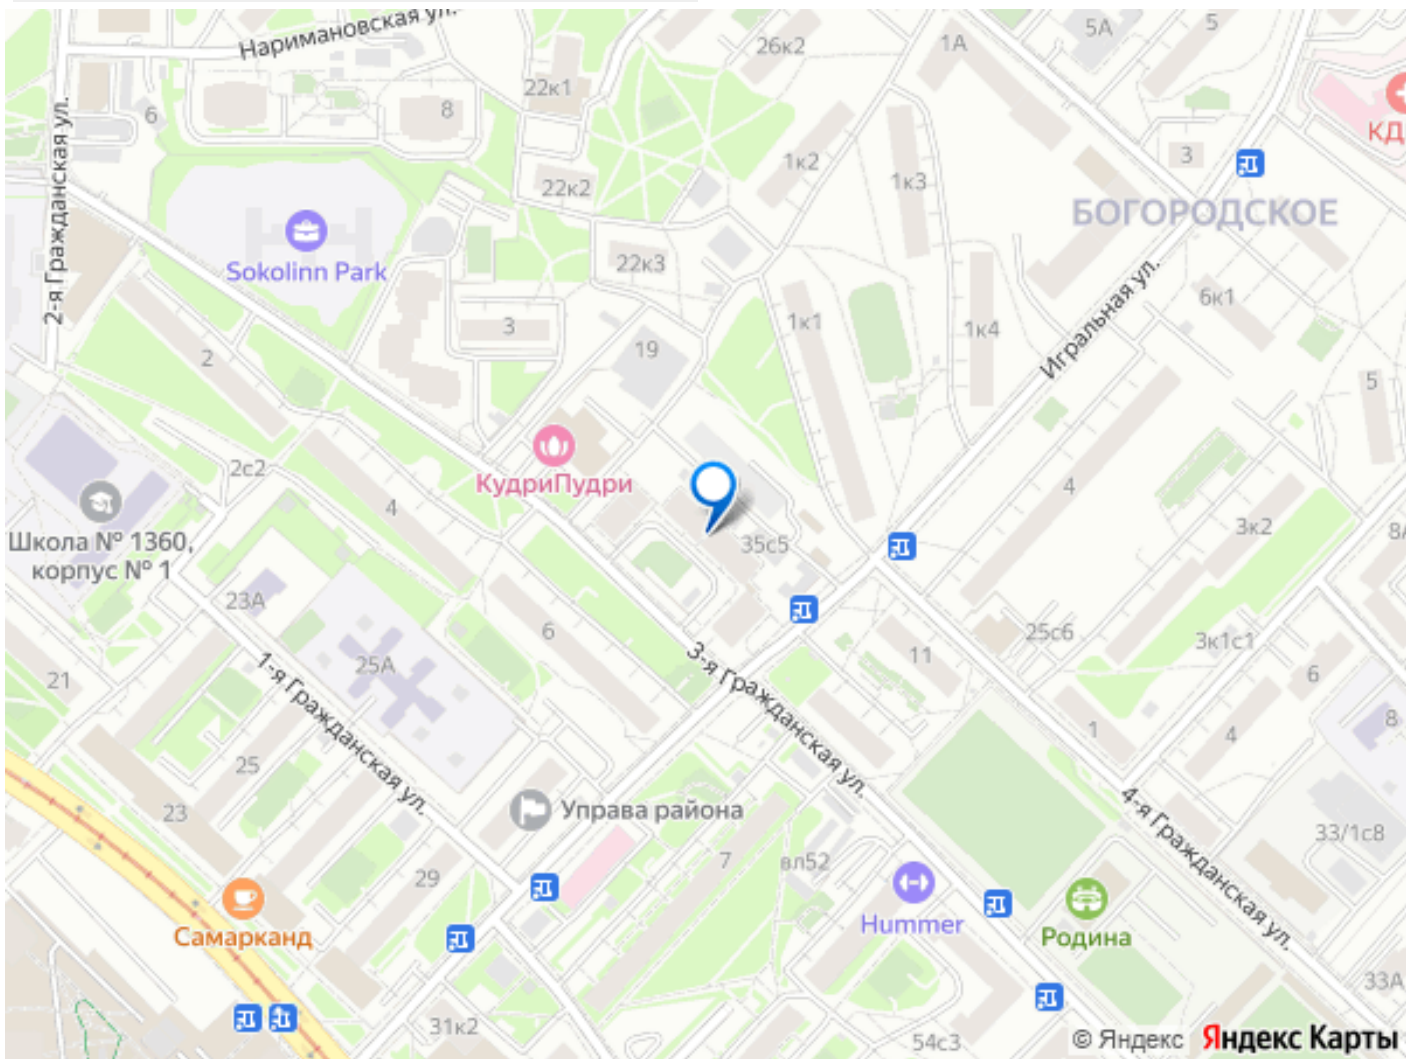 Наримановская ул.
26к2
1А
5А
5
22к1
6
8
2-я Гражданская ул.
1к2
1к3
3
КД
22к2
БОГОРОДСКОЕ
Sokolinn Park
22к3
6к1
3
1к1
1к4
Игральная ул.
2
19
5
КудриПудри
2с2
4
4
Школа № 1360,
корпус № 1
35с5
3к2
8А
23А
6
25А
11
25с6
3к1с1
21
1-я Гражданская ул.
3-я Гражданская ул.
6
8
1
4
25
23
Управа района
4-я Гражданская ул.
33/1с8
29
7
вл52
Самарканд
Hummer
Родина
33А
31к2
54с3
© Яндекс Яндекс Карты